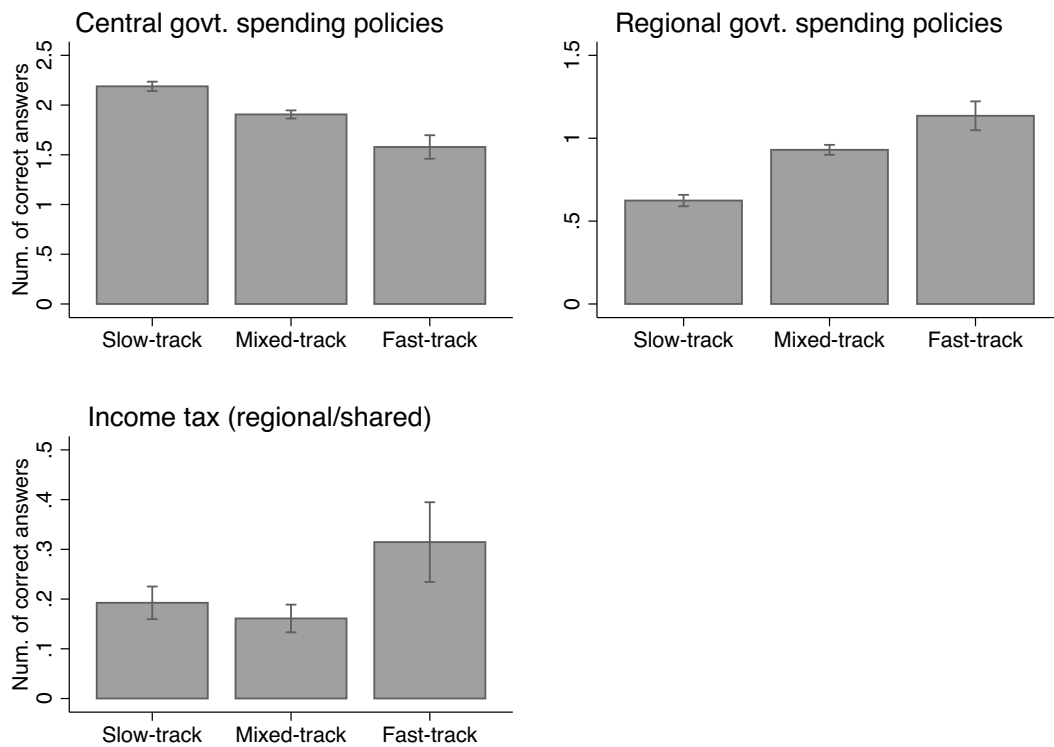 Central govt. spending policies
Num. of correct answers
2.5
2
1.5
1
.5
0
Slow-track Mixed-track Fast-track
Regional govt. spending policies
1.5
1
.5
0
Slow-track Mixed-track Fast-track
Income tax (regional/shared)
Num. of correct answers
.5
.4
.3
.2
.1
0
Slow-track Mixed-track Fast-track